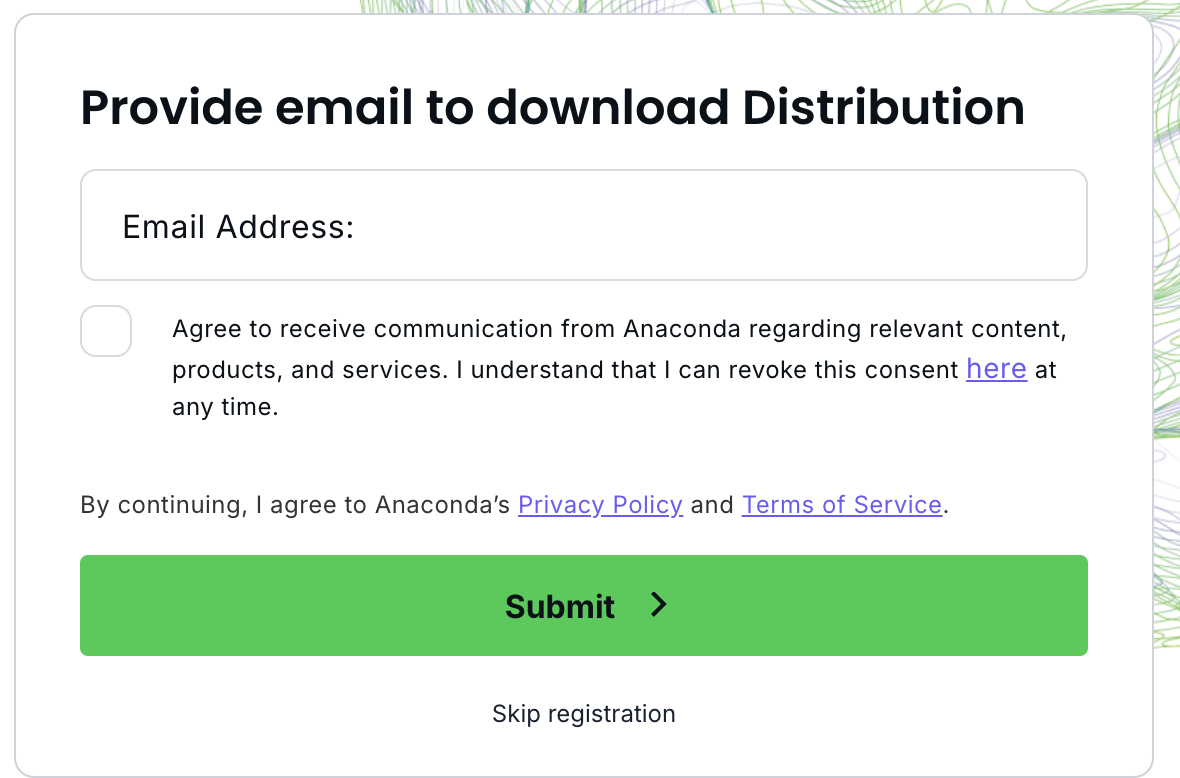 Provide email to download Distribution
Email Address:
Agree to receive communication from Anaconda regarding relevant content,
products, and services. I understand that I can revoke this consent here at
any time.
By continuing, I agree to Anaconda’s Privacy Policy and Terms of Service.
Submit
Skip registration